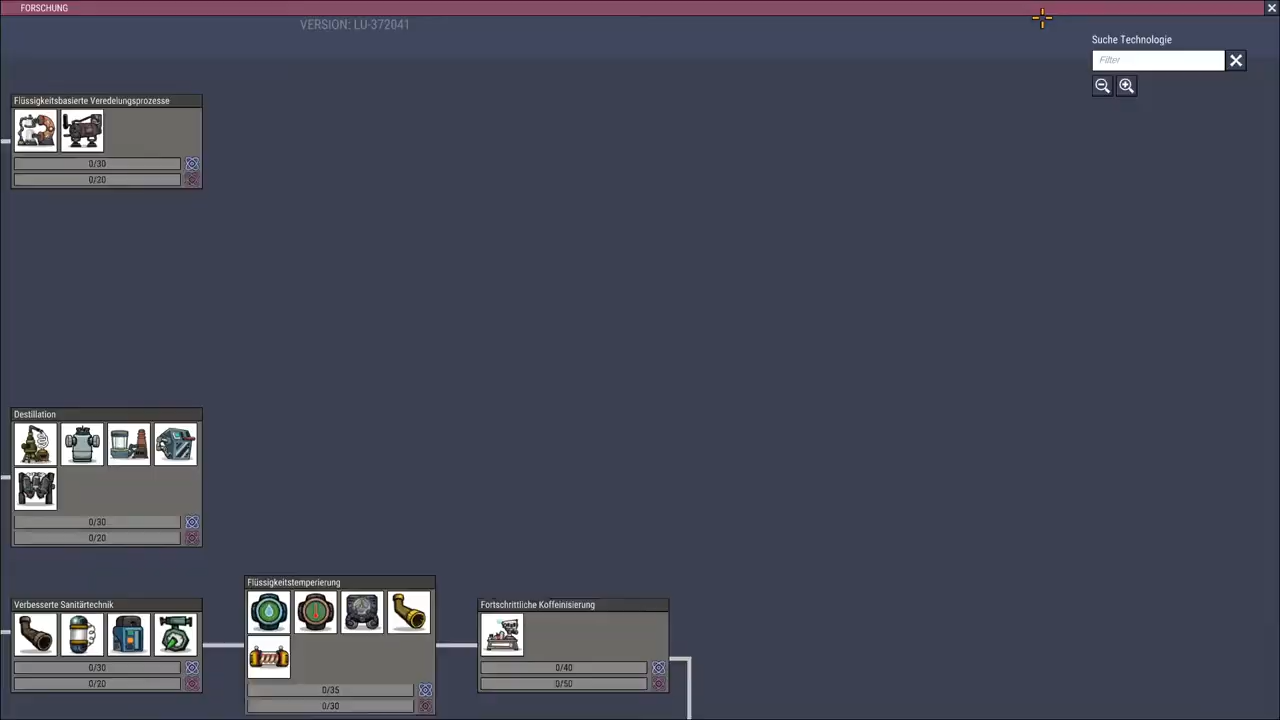 FORSCHUNG
VERSION: LU-372041
Suche Technologie
Filter
Flüssigkeitsbasierte Veredelungsprozesse
0/30
0/20
Destillation
0/30
0/20
Verbesserte Sanitärtechnik
0/30
0/20
Flüssigkeitstemperierung
0/35
0/30
Fortschrittliche Koffeinisierung
0/40
0/50